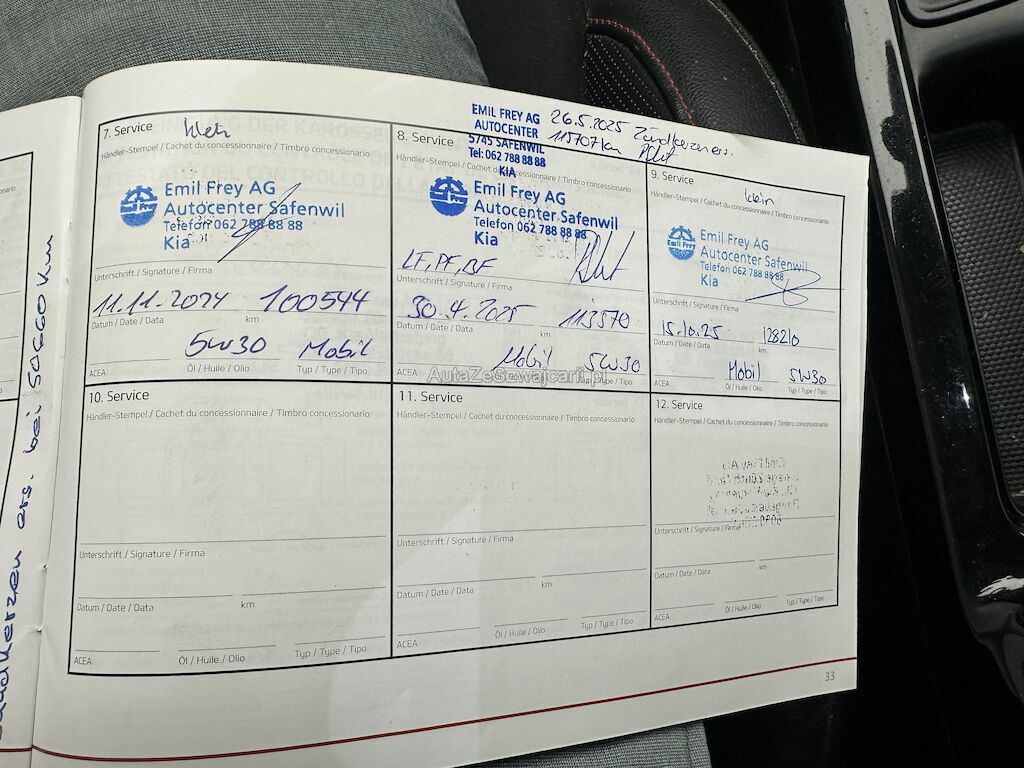 bei 50660 km
7. Service
klein
Händler-Stempel / Cachet du concessionnaire / Timbro concessionario
Emil Frey AG
Autocenter Safenwil
Telefon 062 788 88 88
Kia
Unterschrift / Signature / Firma
11.11.2024 100544
Datum / Date / Data km
5W30 Mobil
ACEA Öl / Huile / Olio Typ / Type / Tipo
EMIL FREY AG
AUTOCENTER
5745 SAFENWIL
Tel: 062 788 88 88
KIA
26.5.2025 Zündkerzen ers.
115707 km
8. Service
Händler-Stempel / Cachet du concessionnaire / Timbro concessionario
Emil Frey AG
Autocenter Safenwil
Telefon 062 788 88 88
Kia
LF, PF, BF
Unterschrift / Signature / Firma
30.4.2025 113570
Datum / Date / Data km
Mobil 5W30
ACEA Öl / Huile / Olio Typ / Type / Tipo
9. Service
klein
Händler-Stempel / Cachet du concessionnaire / Timbro concessionario
Emil Frey
Emil Frey AG
Autocenter Safenwil
Telefon 062 788 88 88
Kia
Unterschrift / Signature / Firma
15.10.25 128210
Datum / Date / Data km
Mobil 5W30
ACEA Öl / Huile / Olio Typ / Type / Tipo
AutaZeSzwajcarii.pl
10. Service
Händler-Stempel / Cachet du concessionnaire / Timbro concessionario
Unterschrift / Signature / Firma
Datum / Date / Data km
ACEA Öl / Huile / Olio Typ / Type / Tipo
11. Service
Händler-Stempel / Cachet du concessionnaire / Timbro concessionario
Unterschrift / Signature / Firma
Datum / Date / Data km
ACEA Öl / Huile / Olio Typ / Type / Tipo
12. Service
Händler-Stempel / Cachet du concessionnaire / Timbro concessionario
Unterschrift / Signature / Firma
Datum / Date / Data km
ACEA Öl / Huile / Olio Typ / Type / Tipo
33